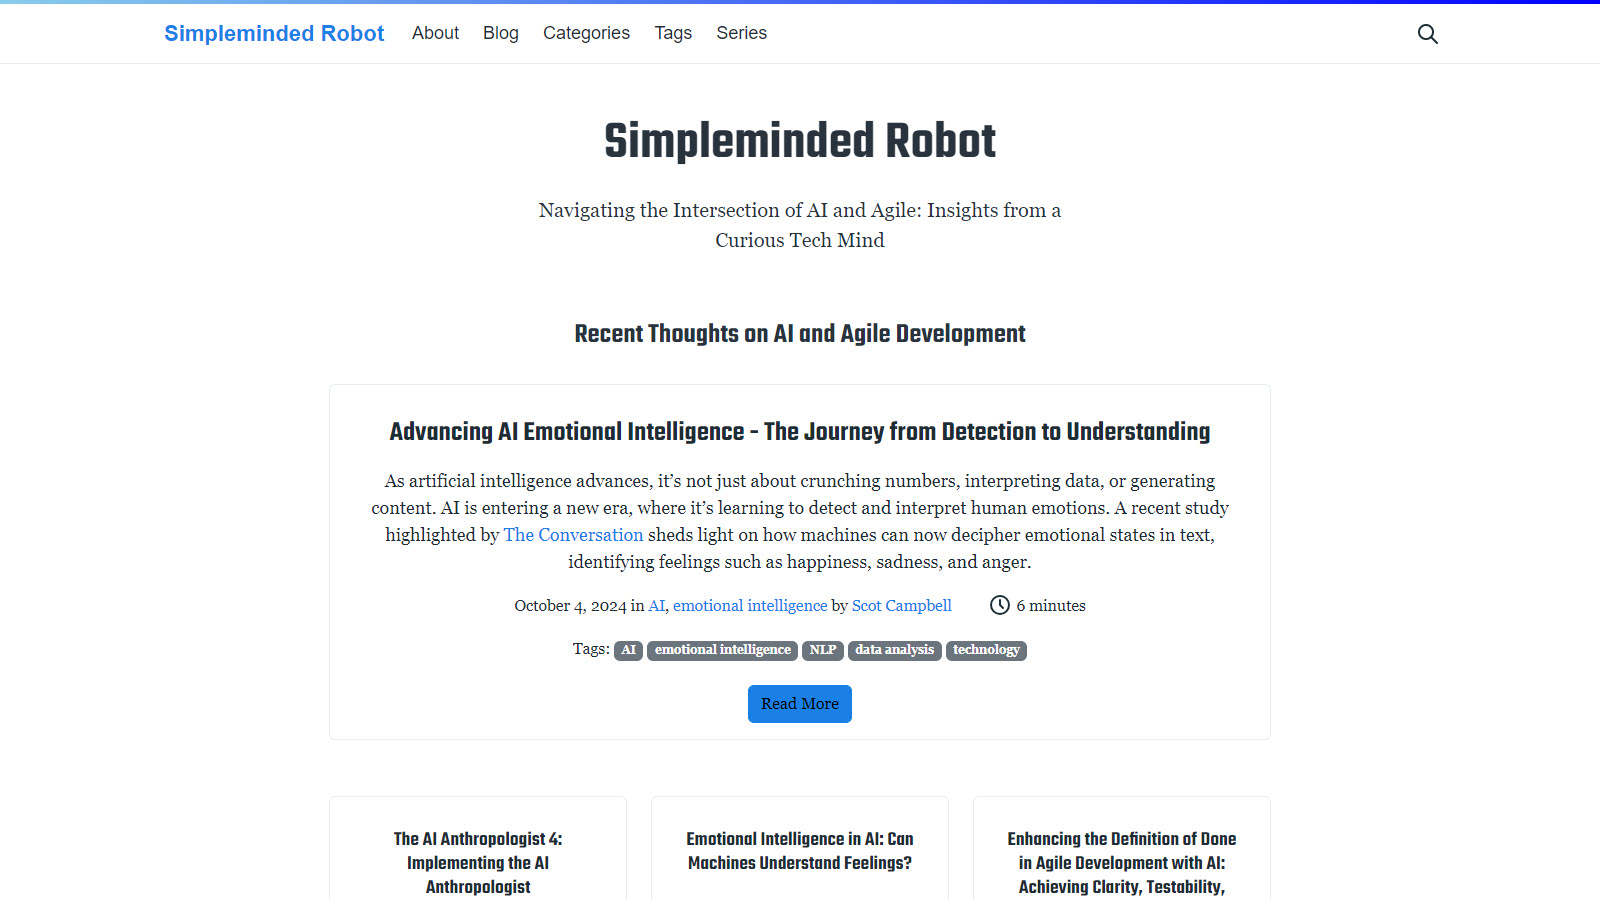 Simpleminded Robot About Blog Categories Tags Series
Simpleminded Robot
Navigating the Intersection of AI and Agile: Insights from a
Curious Tech Mind
Recent Thoughts on AI and Agile Development
Advancing AI Emotional Intelligence - The Journey from Detection to Understanding
As artificial intelligence advances, it’s not just about crunching numbers, interpreting data, or generating
content. AI is entering a new era, where it’s learning to detect and interpret human emotions. A recent study
highlighted by The Conversation sheds light on how machines can now decipher emotional states in text,
identifying feelings such as happiness, sadness, and anger.
October 4, 2024 in AI, emotional intelligence by Scot Campbell 6 minutes
Tags: AI emotional intelligence NLP data analysis technology
Read More
The AI Anthropologist 4:
Implementing the AI
Anthropologist
Emotional Intelligence in AI: Can
Machines Understand Feelings?
Enhancing the Definition of Done
in Agile Development with AI:
Achieving Clarity, Testability,